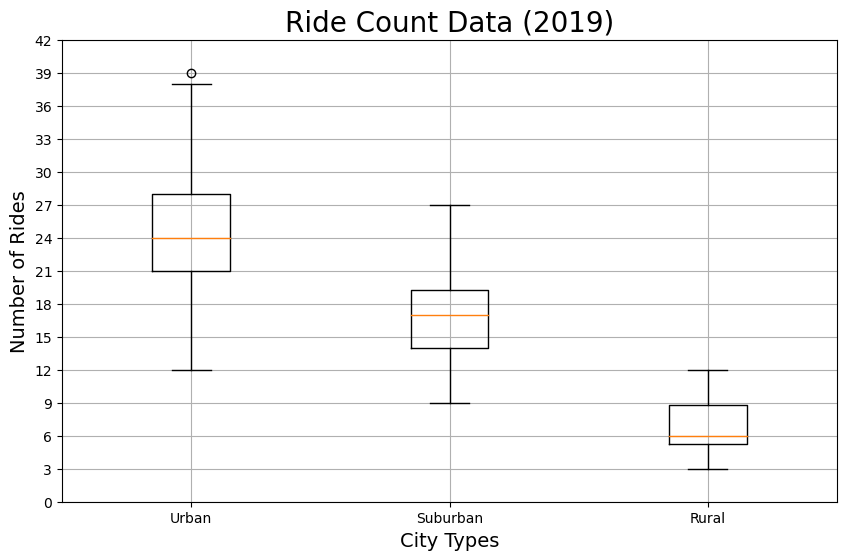 Ride Count Data (2019)
Number of Rides
42
39
36
33
30
27
24
21
18
15
12
9
6
3
0
Urban
Suburban
Rural
City Types